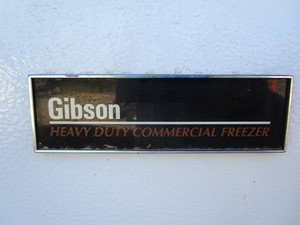 Gibson
HEAVY DUTY COMMERCIAL FREEZER